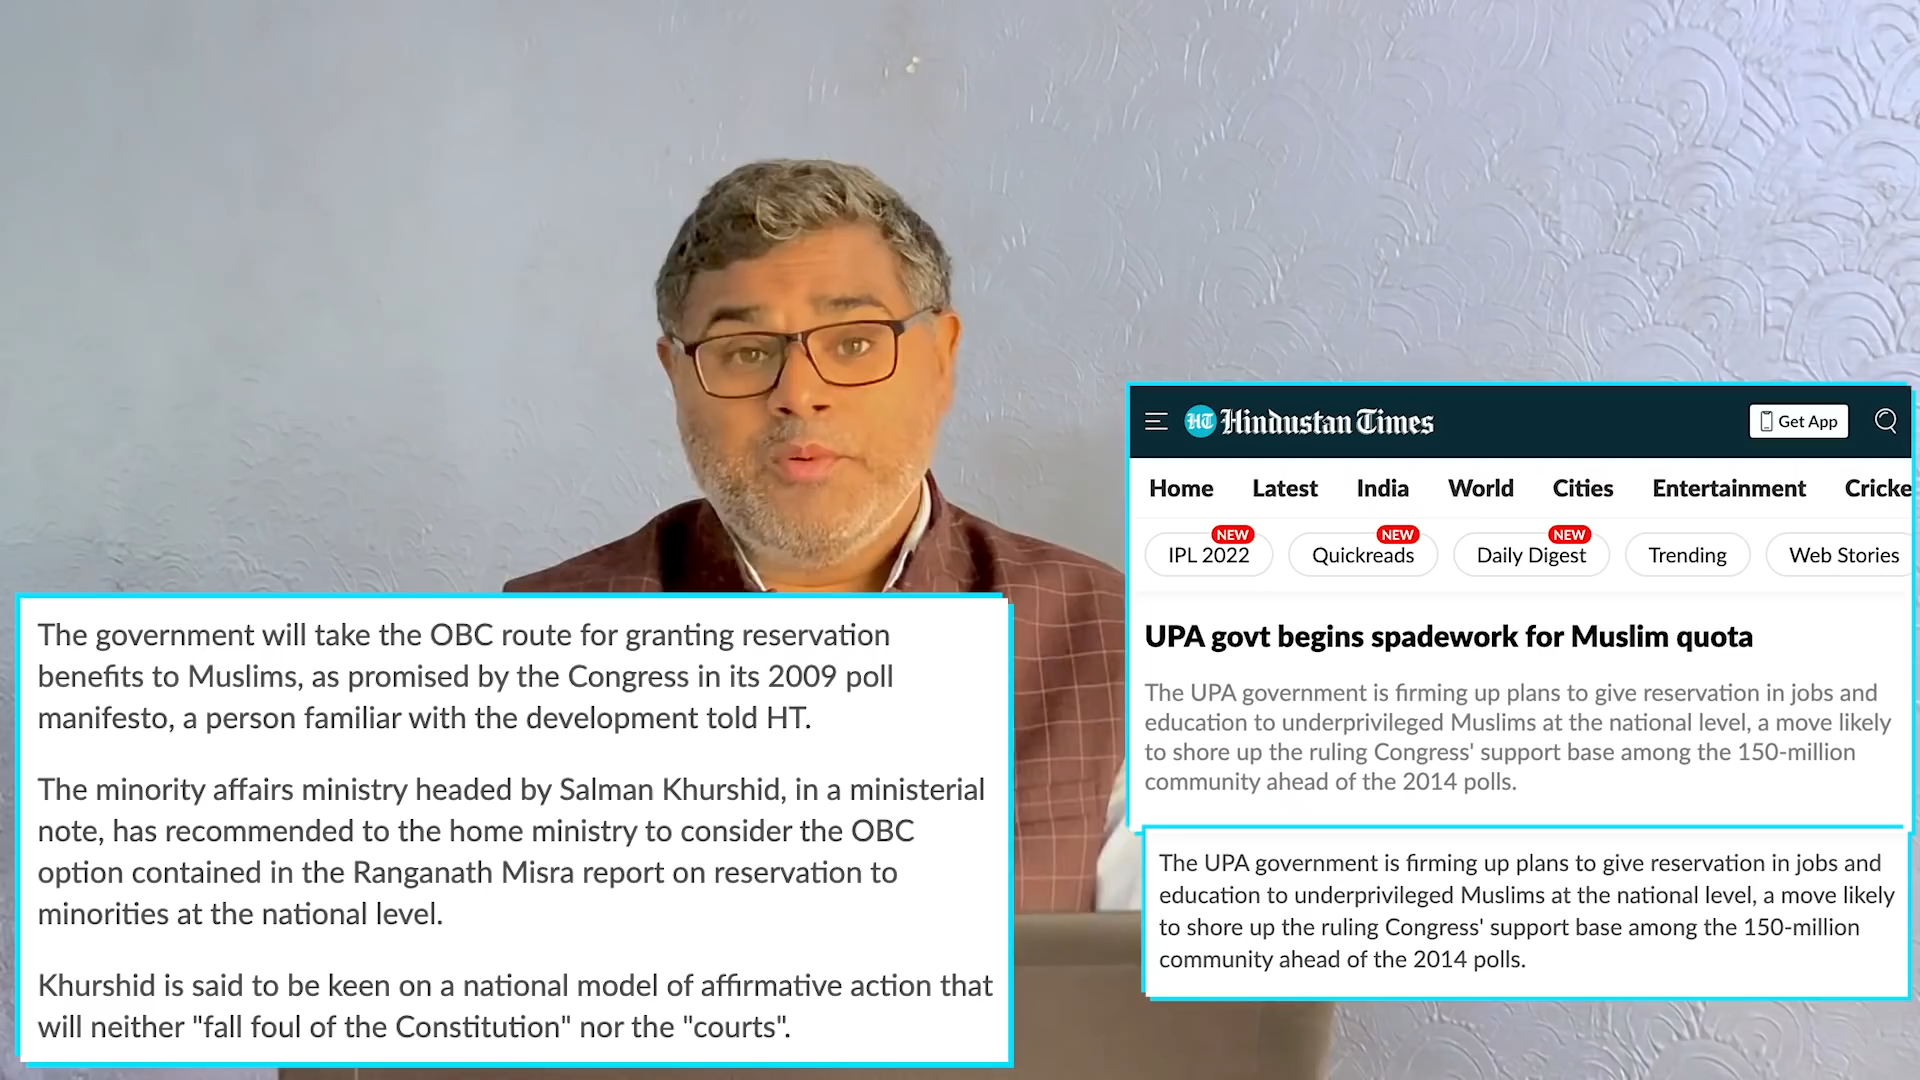 The government will take the OBC route for granting reservation
benefits to Muslims, as promised by the Congress in its 2009 poll
manifesto, a person familiar with the development told HT.
The minority affairs ministry headed by Salman Khurshid, in a ministerial
note, has recommended to the home ministry to consider the OBC
option contained in the Ranganath Misra report on reservation to
minorities at the national level.
Khurshid is said to be keen on a national model of affirmative action that
will neither "fall foul of the Constitution" nor the "courts".
HT Hindustan Times Get App
Home Latest India World Cities Entertainment Cricke
NEW NEW NEW
IPL 2022 Quickreads Daily Digest Trending Web Stories
UPA govt begins spadework for Muslim quota
The UPA government is firming up plans to give reservation in jobs and
education to underprivileged Muslims at the national level, a move likely
to shore up the ruling Congress' support base among the 150-million
community ahead of the 2014 polls.
The UPA government is firming up plans to give reservation in jobs and
education to underprivileged Muslims at the national level, a move likely
to shore up the ruling Congress' support base among the 150-million
community ahead of the 2014 polls.